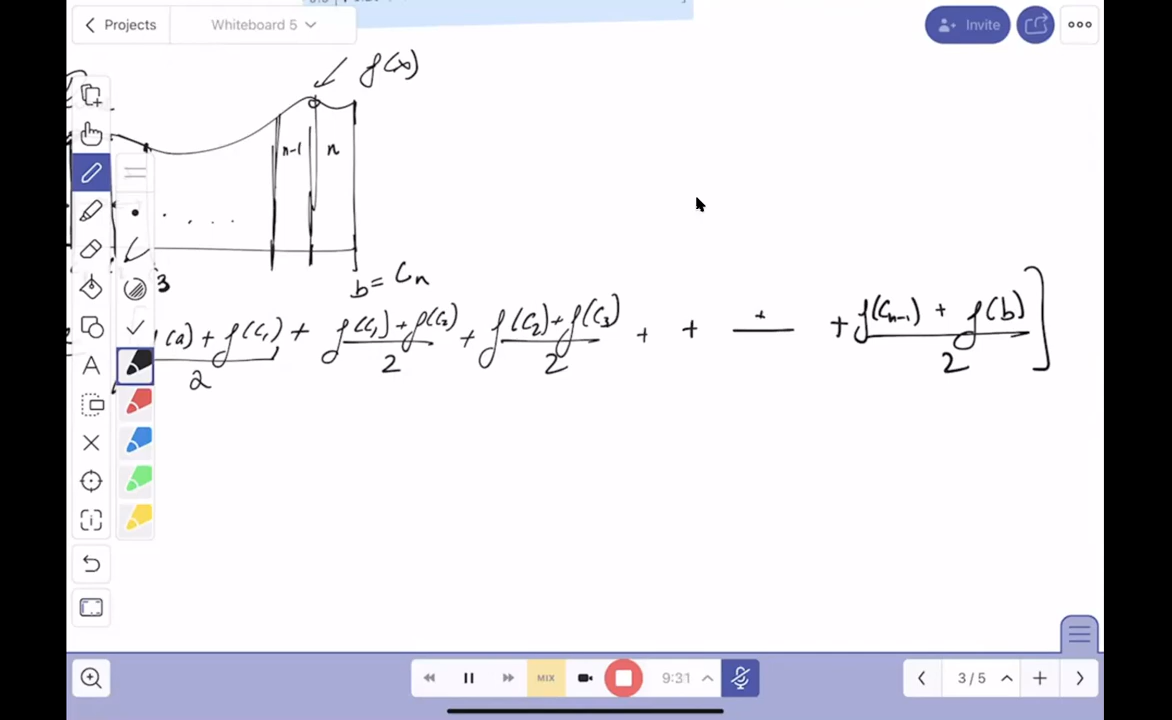 Projects
Whiteboard 5
Invite
f(x)
n-1 n
. . . .
3
b = Cn
(a) + f(C1) + f(C1) + f(C2) + f(C2) + f(C3) + + + + f(Cn-1) + f(b) ]
2 2 2 2
A
MIX
9:31
3/5